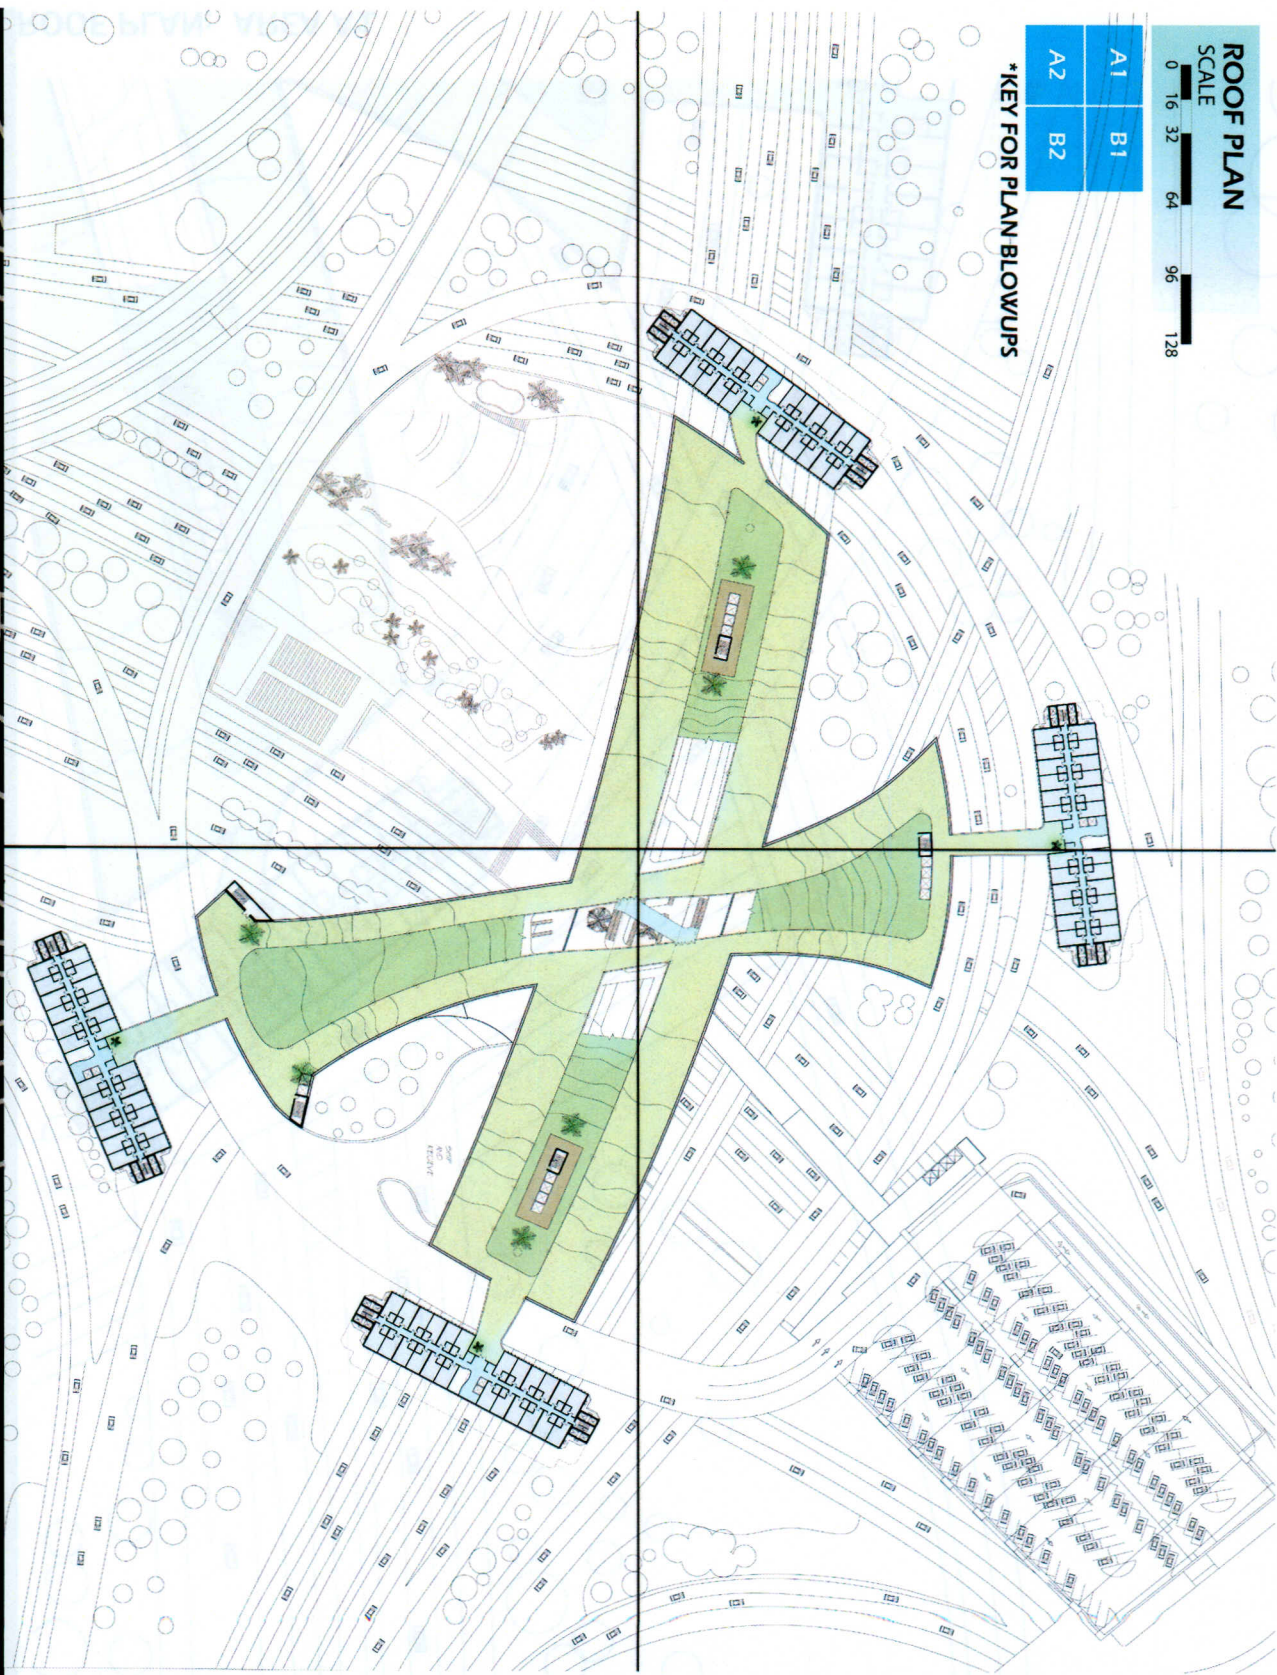 ROOF PLAN
SCALE
0 16 32 64 96 128
A1 B1
A2 B2
*KEY FOR PLAN BLOWUPS